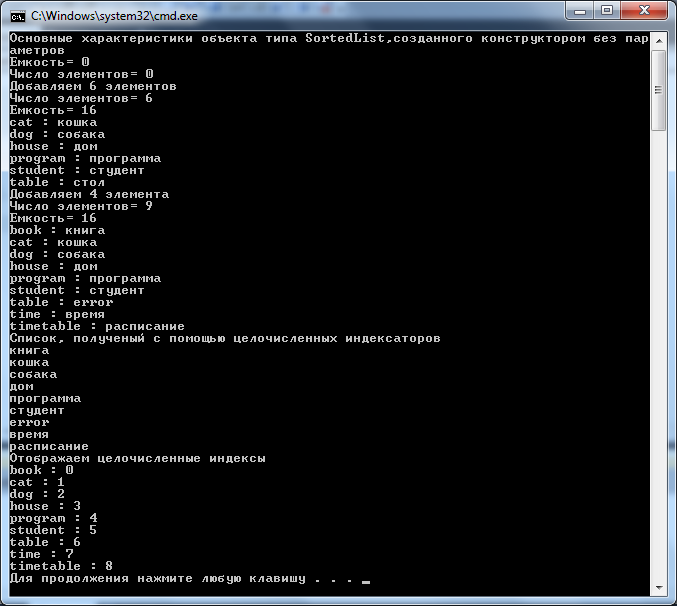 C:\Windows\system32\cmd.exe
Основные характеристики объекта типа SortedList,созданного конструктором без пар
аметров
Емкость= 0
Число элементов= 0
Добавляем 6 элементов
Число элементов= 6
Емкость= 16
cat : кошка
dog : собака
house : дом
program : программа
student : студент
table : стол
Добавляем 4 элемента
Число элементов= 9
Емкость= 16
book : книга
cat : кошка
dog : собака
house : дом
program : программа
student : студент
table : error
time : время
timetable : расписание
Список, полученый с помощью целочисленных индексаторов
книга
кошка
собака
дом
программа
студент
error
время
расписание
Отображаем целочисленные индексы
book : 0
cat : 1
dog : 2
house : 3
program : 4
student : 5
table : 6
time : 7
timetable : 8
Для продолжения нажмите любую клавишу . . . _